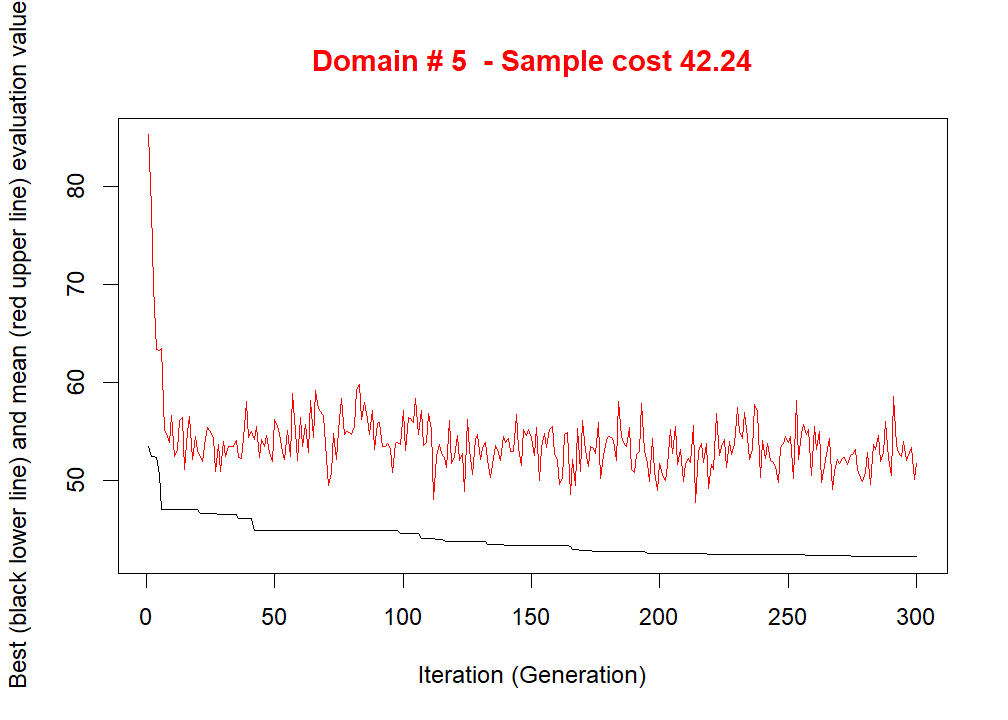 Domain # 5  - Sample cost 42.24
Best (black lower line) and mean (red upper line) evaluation value
80
70
60
50
0 50 100 150 200 250 300
Iteration (Generation)